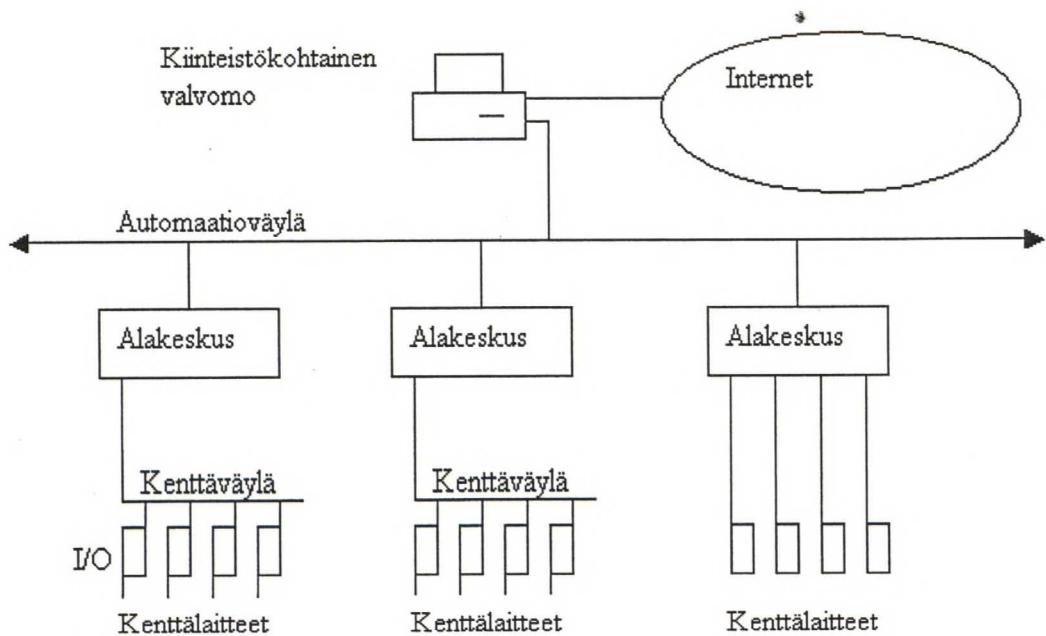 Kiinteistökohtainen
valvomo
Internet
Automaatioväylä
Alakeskus
Alakeskus
Alakeskus
Kenttäväylä
Kenttäväylä
I/O
Kenttälaitteet
Kenttälaitteet
Kenttälaitteet